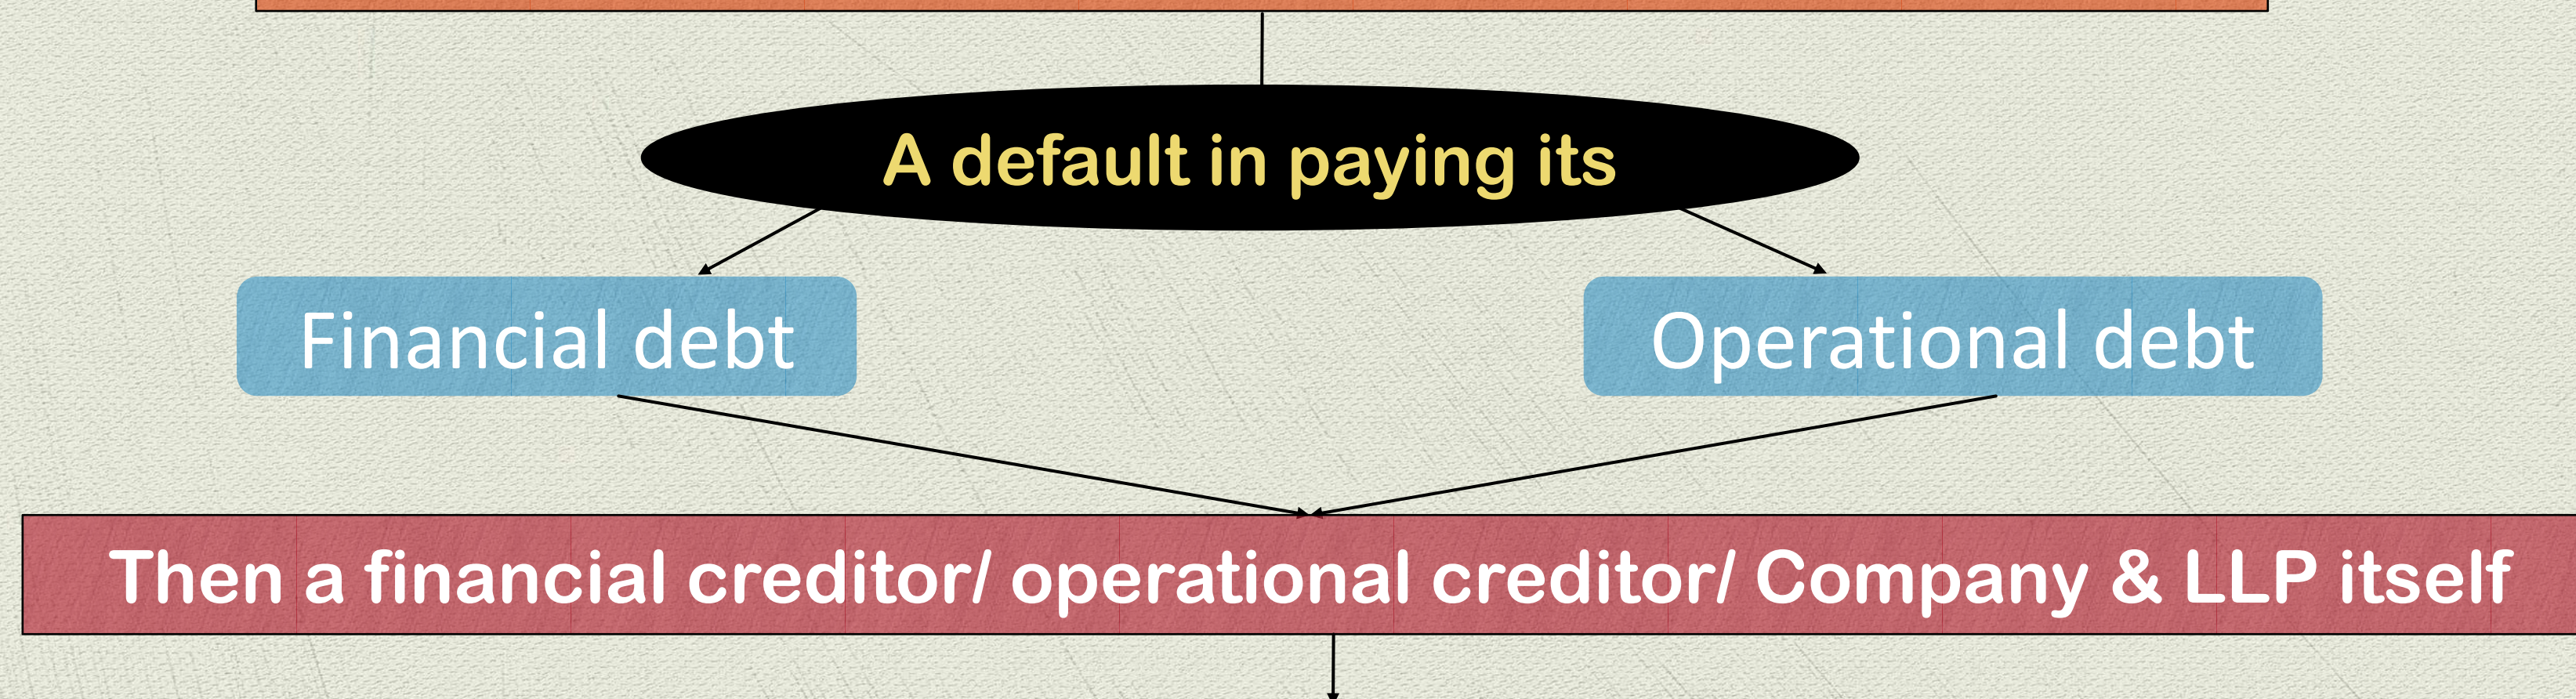 A default in paying its
Financial debt
Operational debt
Then a financial creditor/ operational creditor/ Company & LLP itself